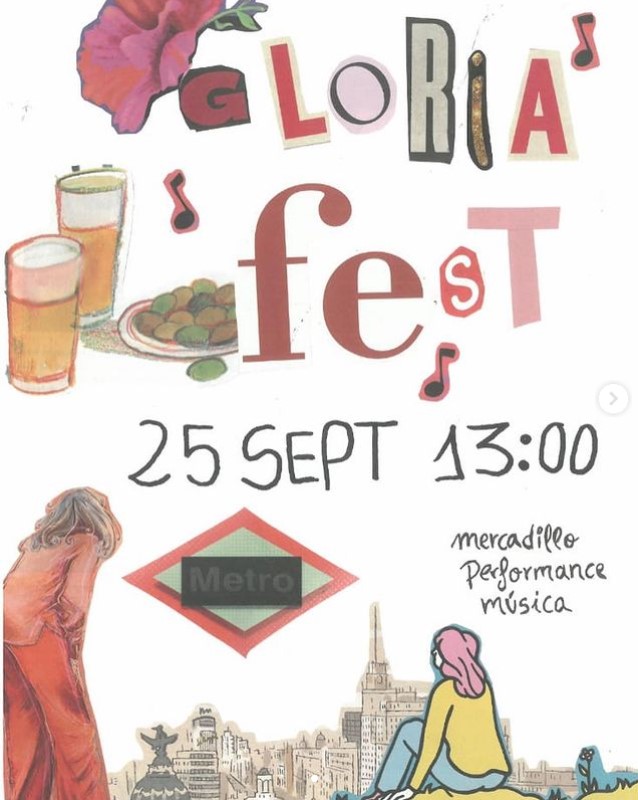 GLORIA
fesT
25 SEPT 13:00
Metro
mercadillo
performance
música